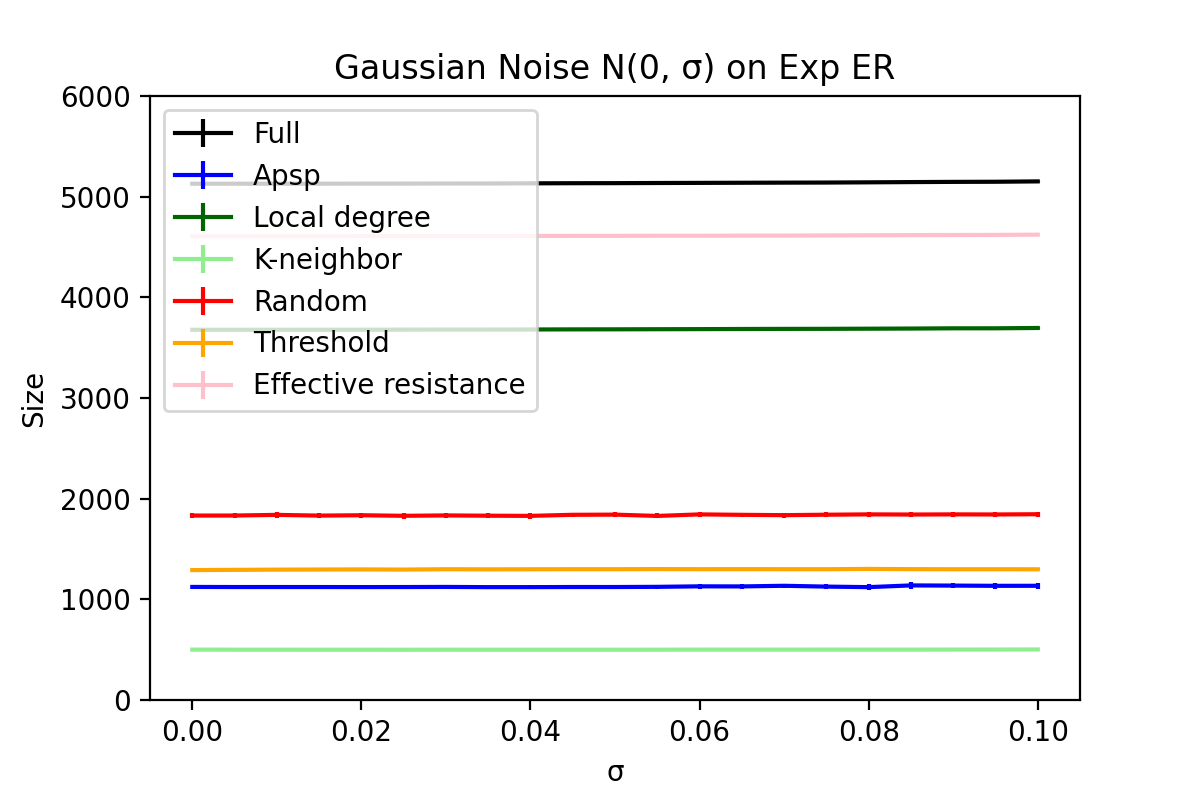 Gaussian Noise N(0, σ) on Exp ER
6000
5000
4000
3000
2000
1000
0
Size
Full
Apsp
Local degree
K-neighbor
Random
Threshold
Effective resistance
0.00
0.02
0.04
0.06
0.08
0.10
σ